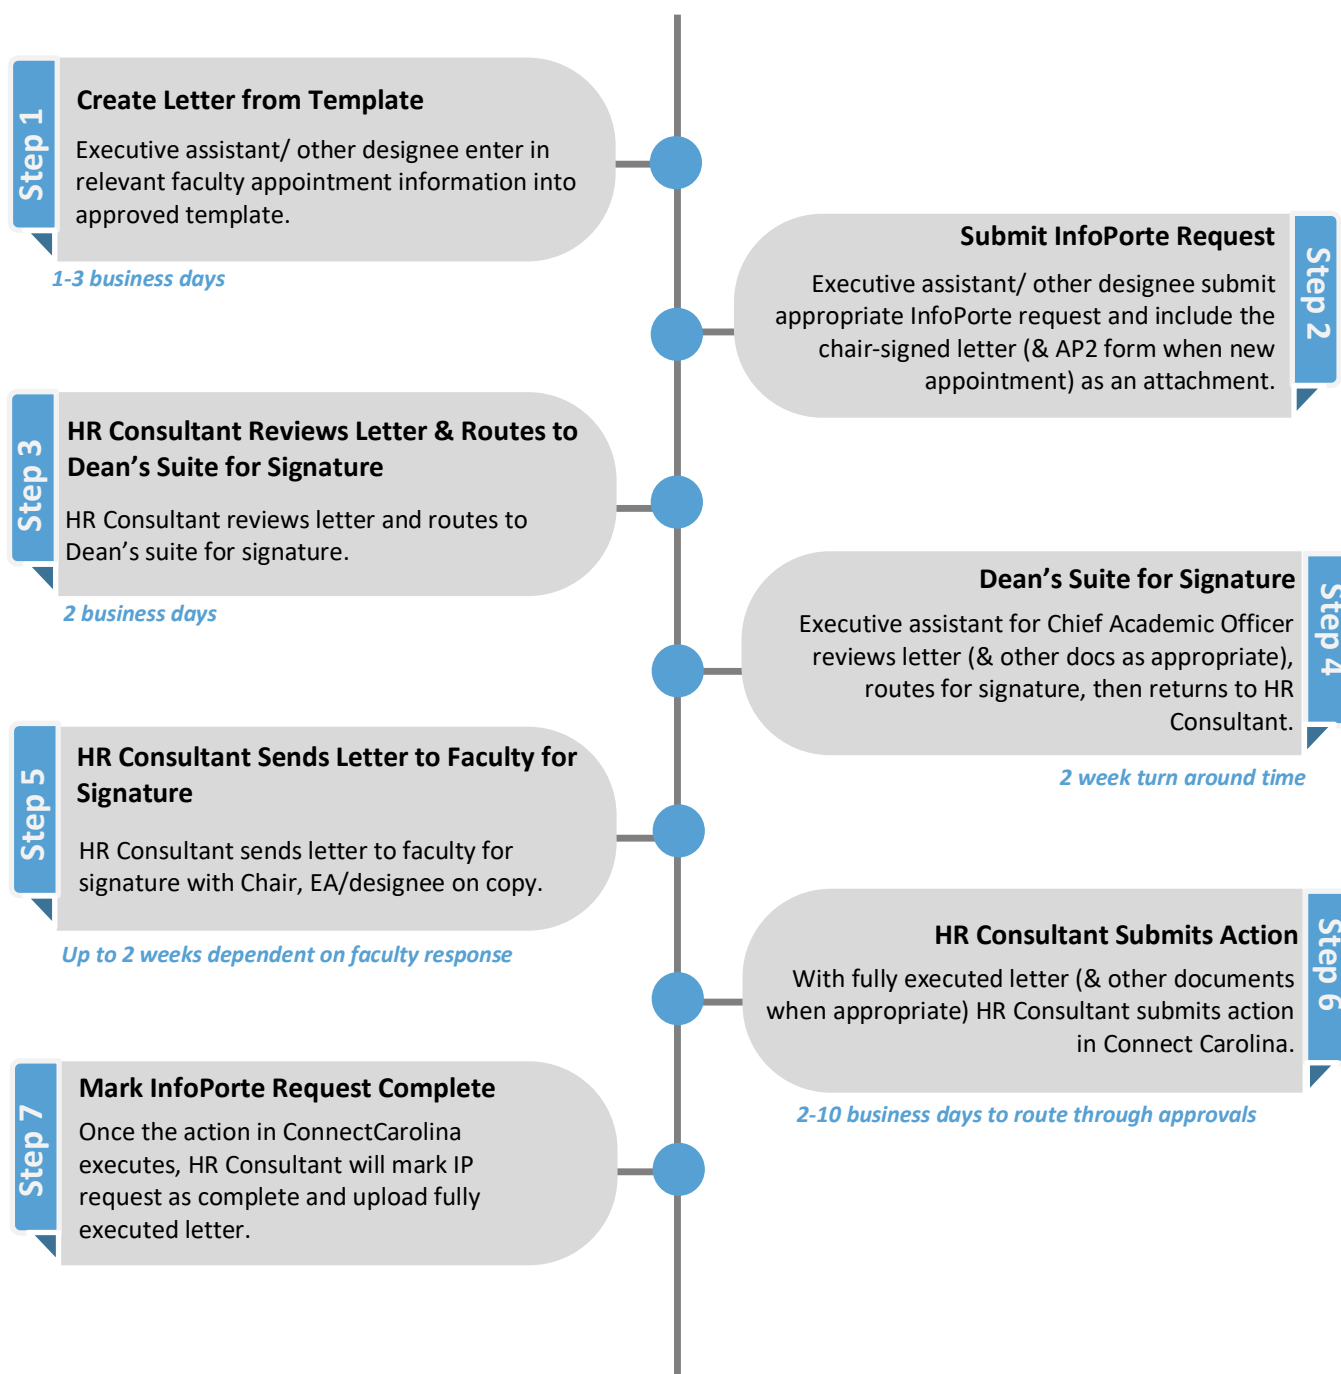 Step 1
Create Letter from Template
Executive assistant/ other designee enter in
relevant faculty appointment information into
approved template.
1-3 business days
Step 2
Submit InfoPorte Request
Executive assistant/ other designee submit
appropriate InfoPorte request and include the
chair-signed letter (& AP2 form when new
appointment) as an attachment.
Step 3
HR Consultant Reviews Letter & Routes to
Dean’s Suite for Signature
HR Consultant reviews letter and routes to
Dean’s suite for signature.
2 business days
Step 4
Dean’s Suite for Signature
Executive assistant for Chief Academic Officer
reviews letter (& other docs as appropriate),
routes for signature, then returns to HR
Consultant.
2 week turn around time
Step 5
HR Consultant Sends Letter to Faculty for
Signature
HR Consultant sends letter to faculty for
signature with Chair, EA/designee on copy.
Up to 2 weeks dependent on faculty response
Step 6
HR Consultant Submits Action
With fully executed letter (& other documents
when appropriate) HR Consultant submits action
in Connect Carolina.
2-10 business days to route through approvals
Step 7
Mark InfoPorte Request Complete
Once the action in ConnectCarolina
executes, HR Consultant will mark IP
request as complete and upload fully
executed letter.